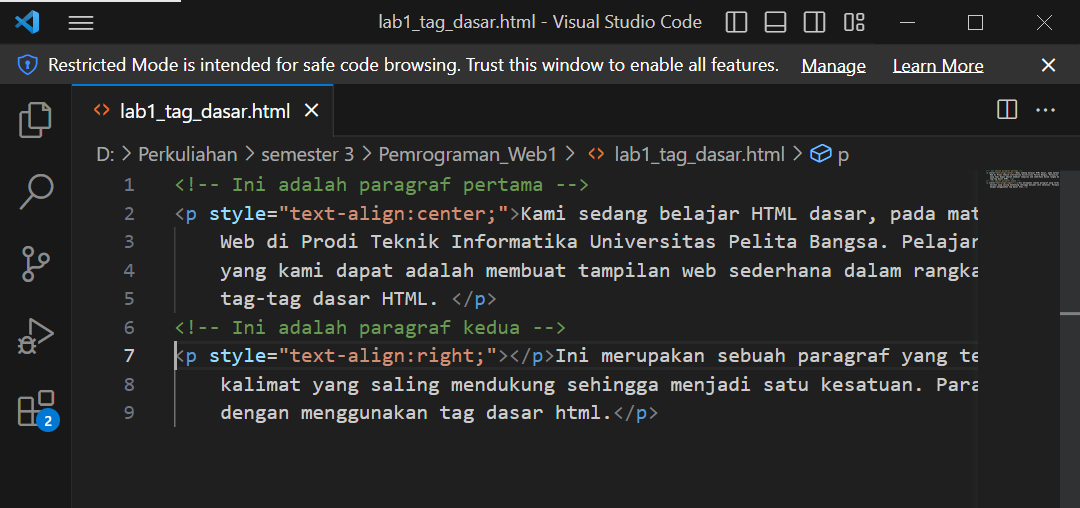 lab1_tag_dasar.html - Visual Studio Code
Restricted Mode is intended for safe code browsing. Trust this window to enable all features. Manage Learn More
lab1_tag_dasar.html
D: > Perkuliahan > semester 3 > Pemrograman_Web1 > lab1_tag_dasar.html > p
1 <!-- Ini adalah paragraf pertama -->
2 <p style="text-align:center;">Kami sedang belajar HTML dasar, pada mat
3 Web di Prodi Teknik Informatika Universitas Pelita Bangsa. Pelajar
4 yang kami dapat adalah membuat tampilan web sederhana dalam rangka
5 tag-tag dasar HTML. </p>
6 <!-- Ini adalah paragraf kedua -->
7 <p style="text-align:right;"></p>Ini merupakan sebuah paragraf yang te
8 kalimat yang saling mendukung sehingga menjadi satu kesatuan. Para
9 dengan menggunakan tag dasar html.</p>
2